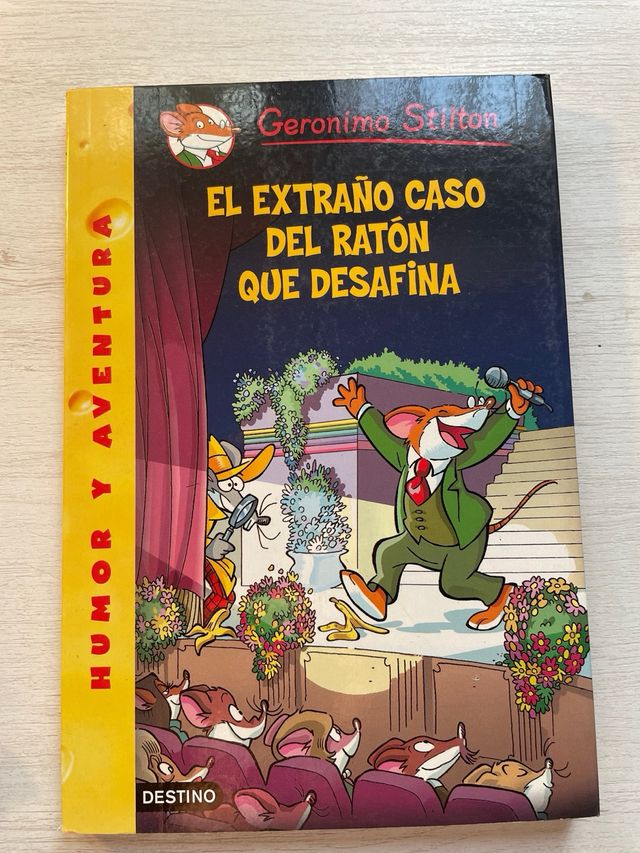 Geronimo Stilton
EL EXTRAÑO CASO
DEL RATÓN
QUE DESAFINA
HUMOR Y AVENTURA
DESTINO